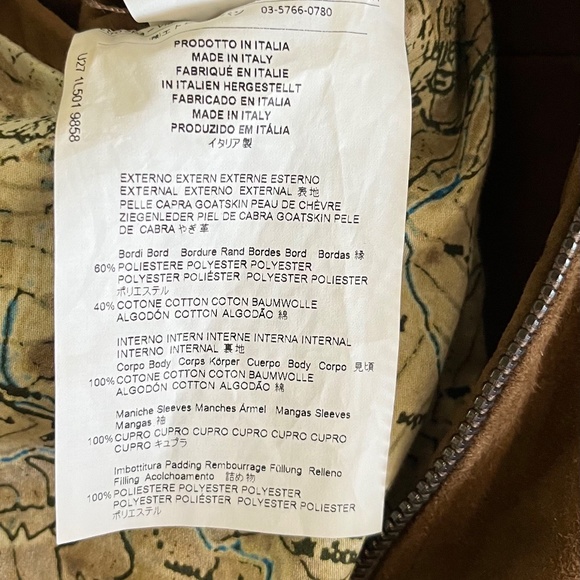 03-5766-0780
U27 1L501 9858
PRODOTTO IN ITALIA
MADE IN ITALY
FABRIQUÉ EN ITALIE
IN ITALIEN HERGESTELLT
FABRICADO EN ITALIA
MADE IN ITALY
PRODUZIDO EM ITÁLIA
イタリア製
EXTERNO EXTERN EXTERNE ESTERNO
EXTERNAL EXTERNO EXTERNAL 表地
PELLE CAPRA GOATSKIN PEAU DE CHÈVRE
ZIEGENLEDER PIEL DE CABRA GOATSKIN PELE
DE CABRA やぎ革
Bordi Bord Bordure Rand Bordes Bord Bordas 縁
60% POLIESTERE POLYESTER POLYESTER
POLYESTER POLIÉSTER POLYESTER POLIESTER
ポリエステル
40% COTONE COTTON COTON BAUMWOLLE
ALGODÓN COTTON ALGODÃO 綿
INTERNO INTERN INTERNE INTERNA INTERNAL
INTERNO INTERNAL 裏地
Corpo Body Corps Körper Cuerpo Body Corpo 見頃
100% COTONE COTTON COTON BAUMWOLLE
ALGODÓN COTTON ALGODÃO 綿
Maniche Sleeves Manches Ärmel Mangas Sleeves
Mangas 袖
100% CUPRO CUPRO CUPRO CUPRO CUPRO CUPRO
CUPRO キュプラ
Imbottitura Padding Rembourrage Füllung Relleno
Filling Acolchoamento 詰め物
100% POLIESTERE POLYESTER POLYESTER
POLYESTER POLIÉSTER POLYESTER POLIESTER
ポリエステル